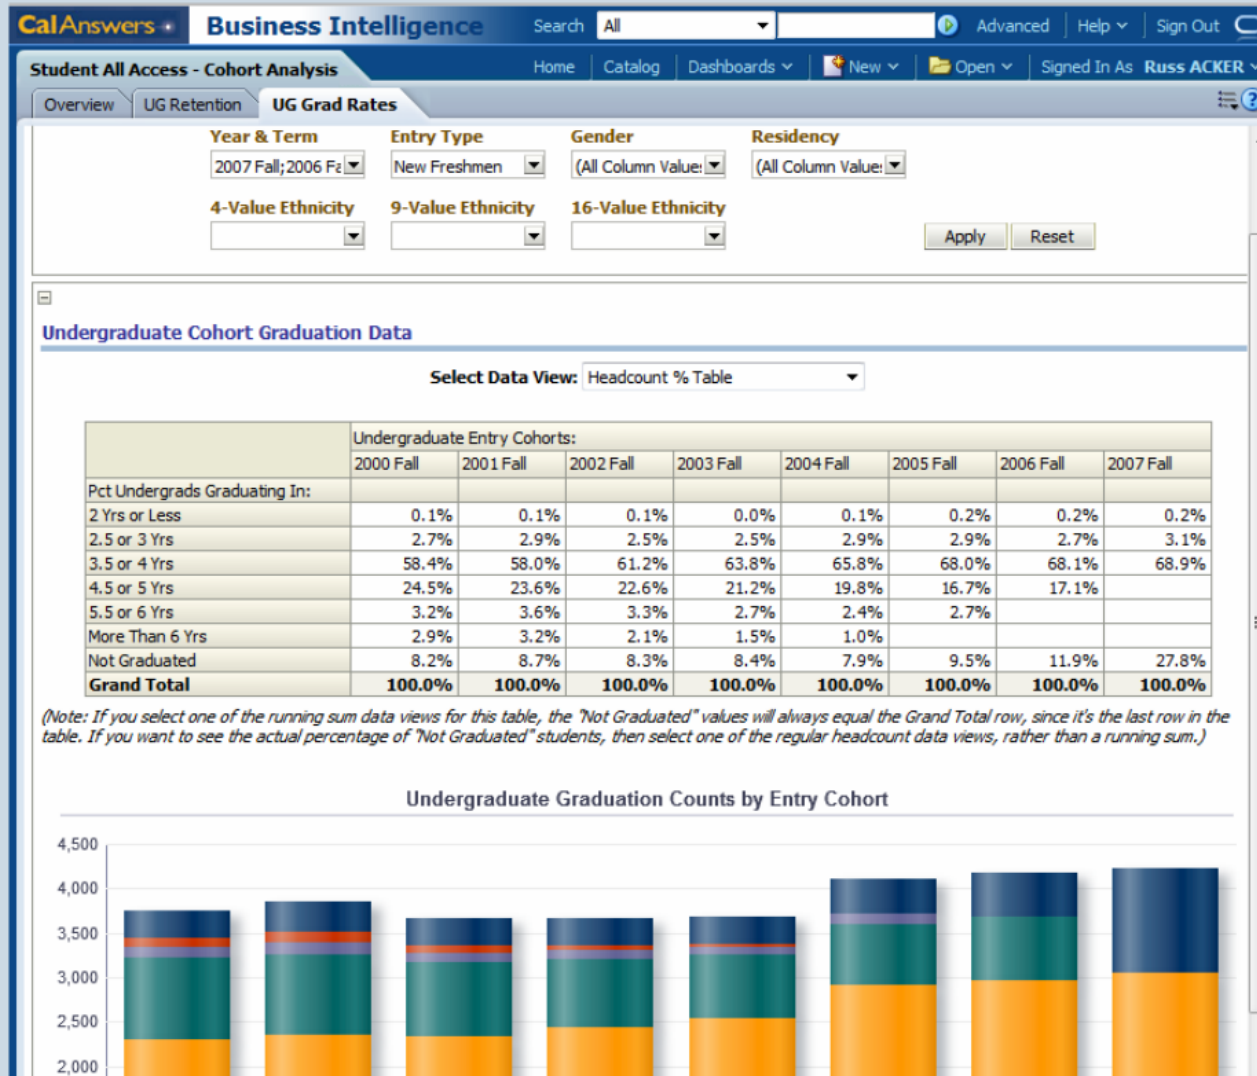 CalAnswers Business Intelligence Search All Advanced Help Sign Out
Student All Access - Cohort Analysis Home Catalog Dashboards New Open Signed In As Russ ACKER
Overview UG Retention UG Grad Rates
Year & Term Entry Type Gender Residency
2007 Fall;2006 Fa New Freshmen (All Column Value: (All Column Value:
4-Value Ethnicity 9-Value Ethnicity 16-Value Ethnicity
Apply Reset
Undergraduate Cohort Graduation Data
Select Data View: Headcount % Table
Undergraduate Entry Cohorts:
2000 Fall 2001 Fall 2002 Fall 2003 Fall 2004 Fall 2005 Fall 2006 Fall 2007 Fall
Pct Undergrads Graduating In:
2 Yrs or Less 0.1% 0.1% 0.1% 0.0% 0.1% 0.2% 0.2% 0.2%
2.5 or 3 Yrs 2.7% 2.9% 2.5% 2.5% 2.9% 2.9% 2.7% 3.1%
3.5 or 4 Yrs 58.4% 58.0% 61.2% 63.8% 65.8% 68.0% 68.1% 68.9%
4.5 or 5 Yrs 24.5% 23.6% 22.6% 21.2% 19.8% 16.7% 17.1%
5.5 or 6 Yrs 3.2% 3.6% 3.3% 2.7% 2.4% 2.7%
More Than 6 Yrs 2.9% 3.2% 2.1% 1.5% 1.0%
Not Graduated 8.2% 8.7% 8.3% 8.4% 7.9% 9.5% 11.9% 27.8%
Grand Total 100.0% 100.0% 100.0% 100.0% 100.0% 100.0% 100.0% 100.0%
(Note: If you select one of the running sum data views for this table, the "Not Graduated" values will always equal the Grand Total row, since it's the last row in the
table. If you want to see the actual percentage of "Not Graduated" students, then select one of the regular headcount data views, rather than a running sum.)
Undergraduate Graduation Counts by Entry Cohort
4,500
4,000
3,500
3,000
2,500
2,000